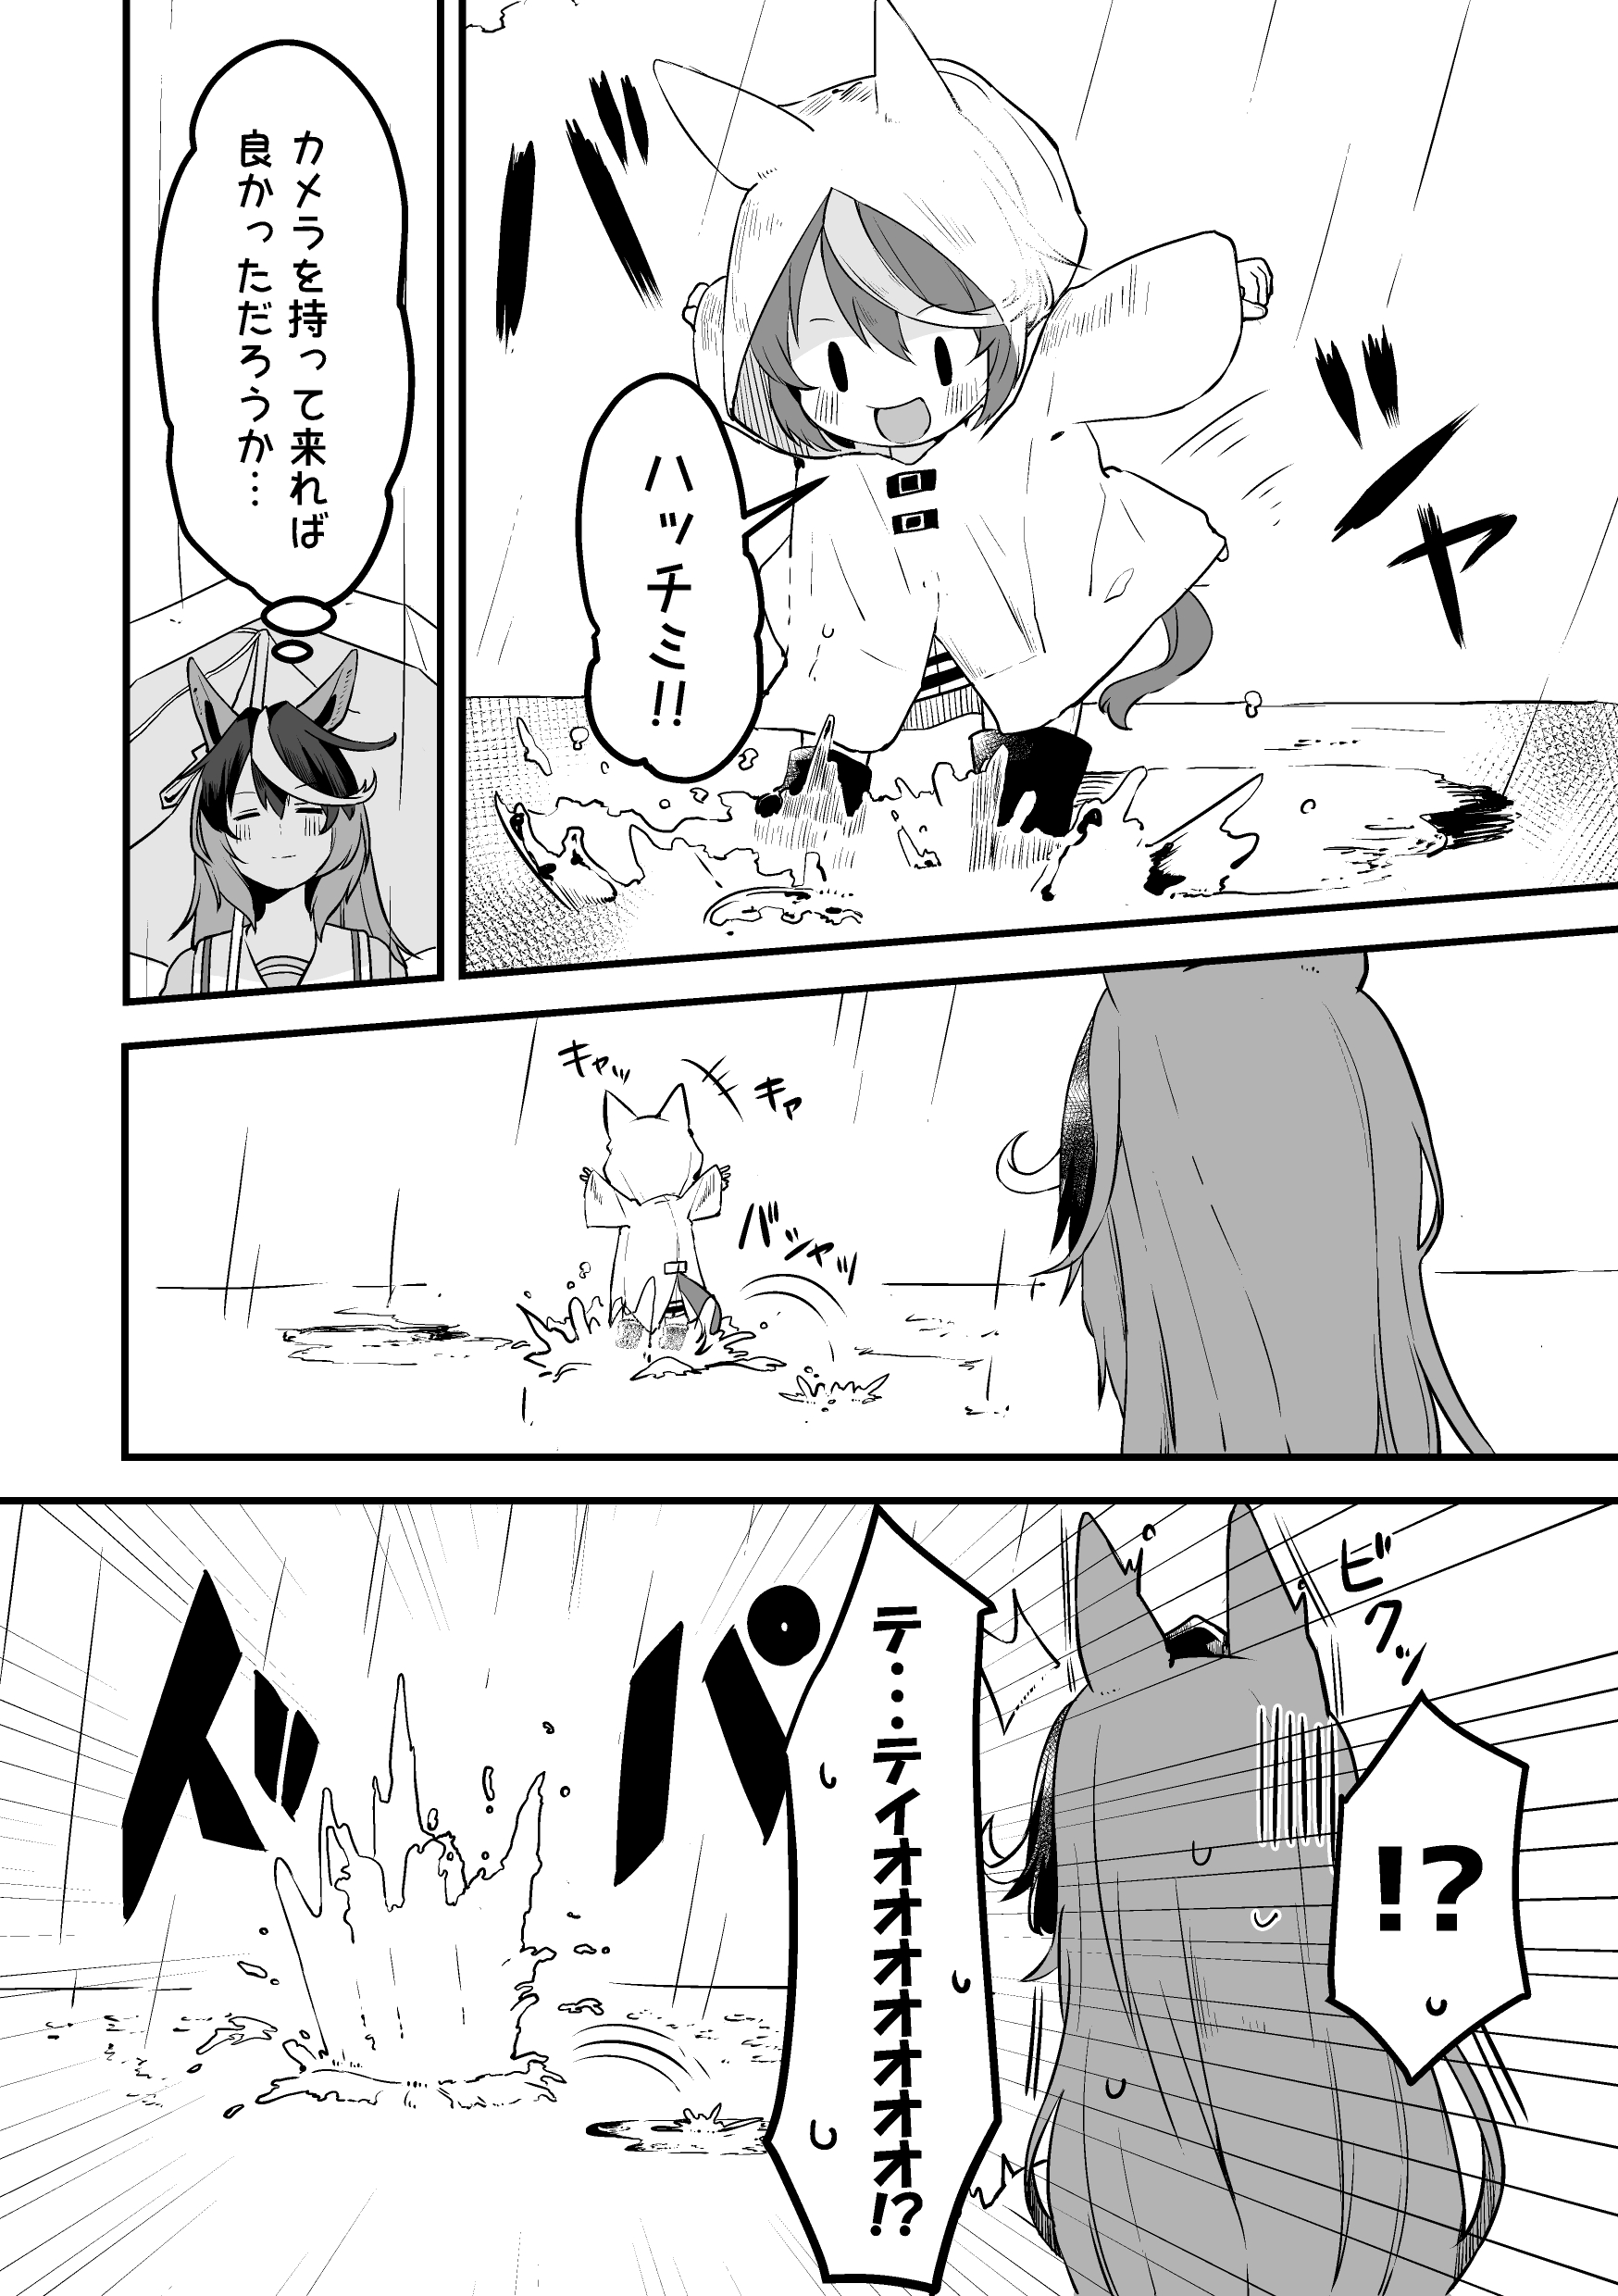 バシャ
ハッチミ!!
カメラを持って来れば
良かっただろうか…
キャァ
キャッ
バシャッ
ビクッ
!?
テ...テイオオオオオオオオ!?
ドパ